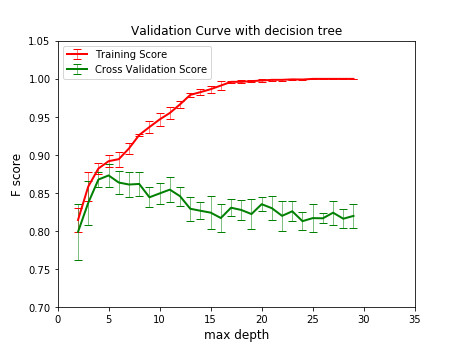 Validation Curve with decision tree
Training Score
Cross Validation Score
F score
1.05
1.00
0.95
0.90
0.85
0.80
0.75
0.70
0 5 10 15 20 25 30 35
max depth